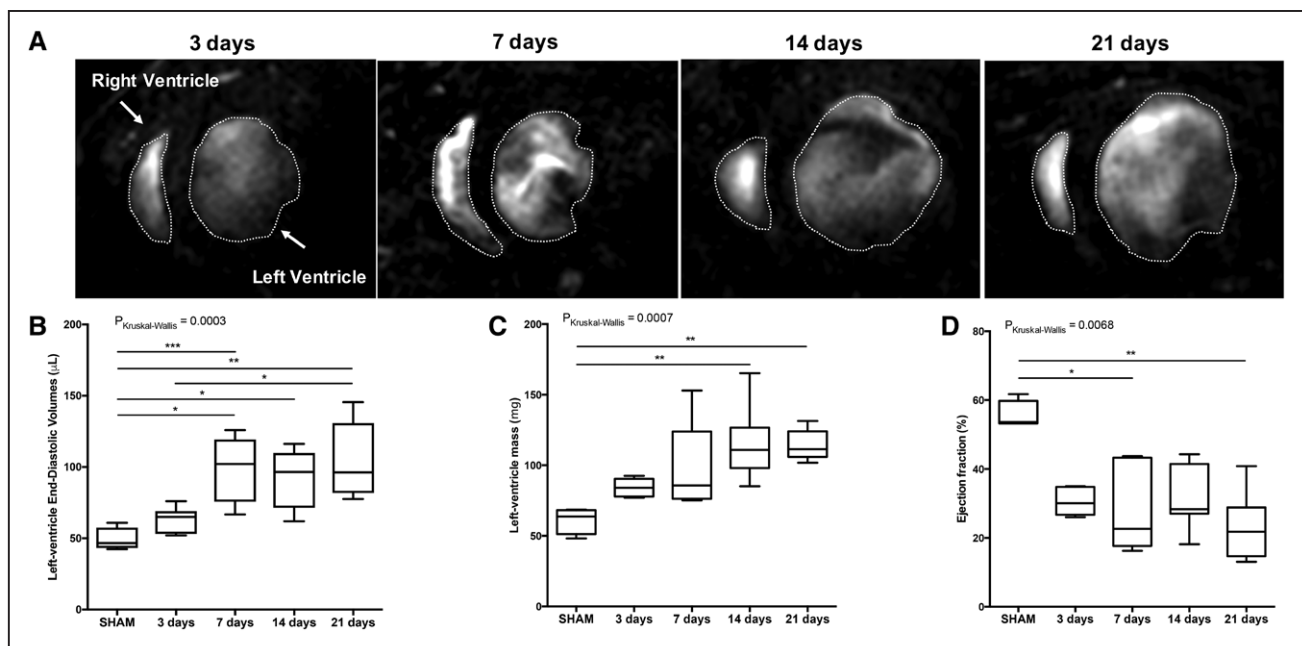 A
3 days
7 days
14 days
21 days
Right Ventricle
Left Ventricle
B
P Kruskal-Wallis = 0.0003
Left-ventricle End-Diastolic Volumes (µL)
200
150
100
50
0
***
**
*
*
*
SHAM
3 days
7 days
14 days
21 days
C
P Kruskal-Wallis = 0.0007
Left-ventricle mass (mg)
200
150
100
50
0
**
**
SHAM
3 days
7 days
14 days
21 days
D
P Kruskal-Wallis = 0.0068
Ejection fraction (%)
80
60
40
20
0
**
*
SHAM
3 days
7 days
14 days
21 days